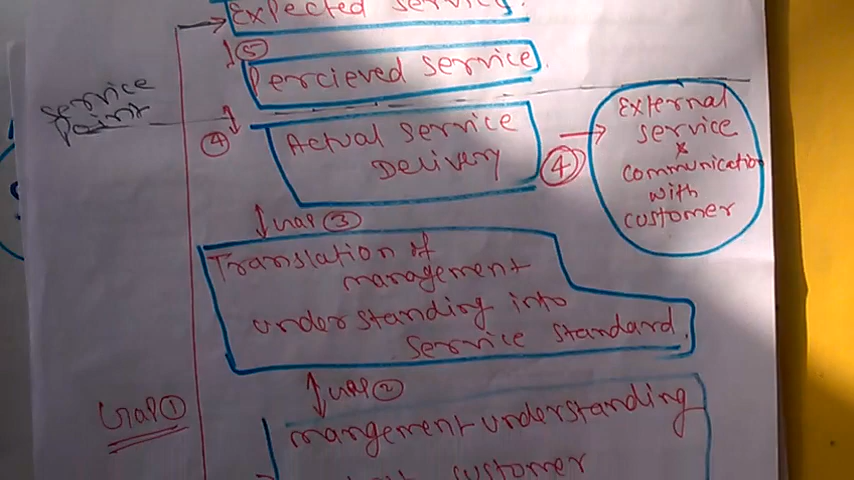 Expected service.
⑤
Percieved service.
Service
Point
④
Actual service
Delivery
④
External
service
&
communication
with
customer
Gap ③
Translation of
management
understanding into
service standard.
Gap ②
Gap ①
mangement understanding
customer